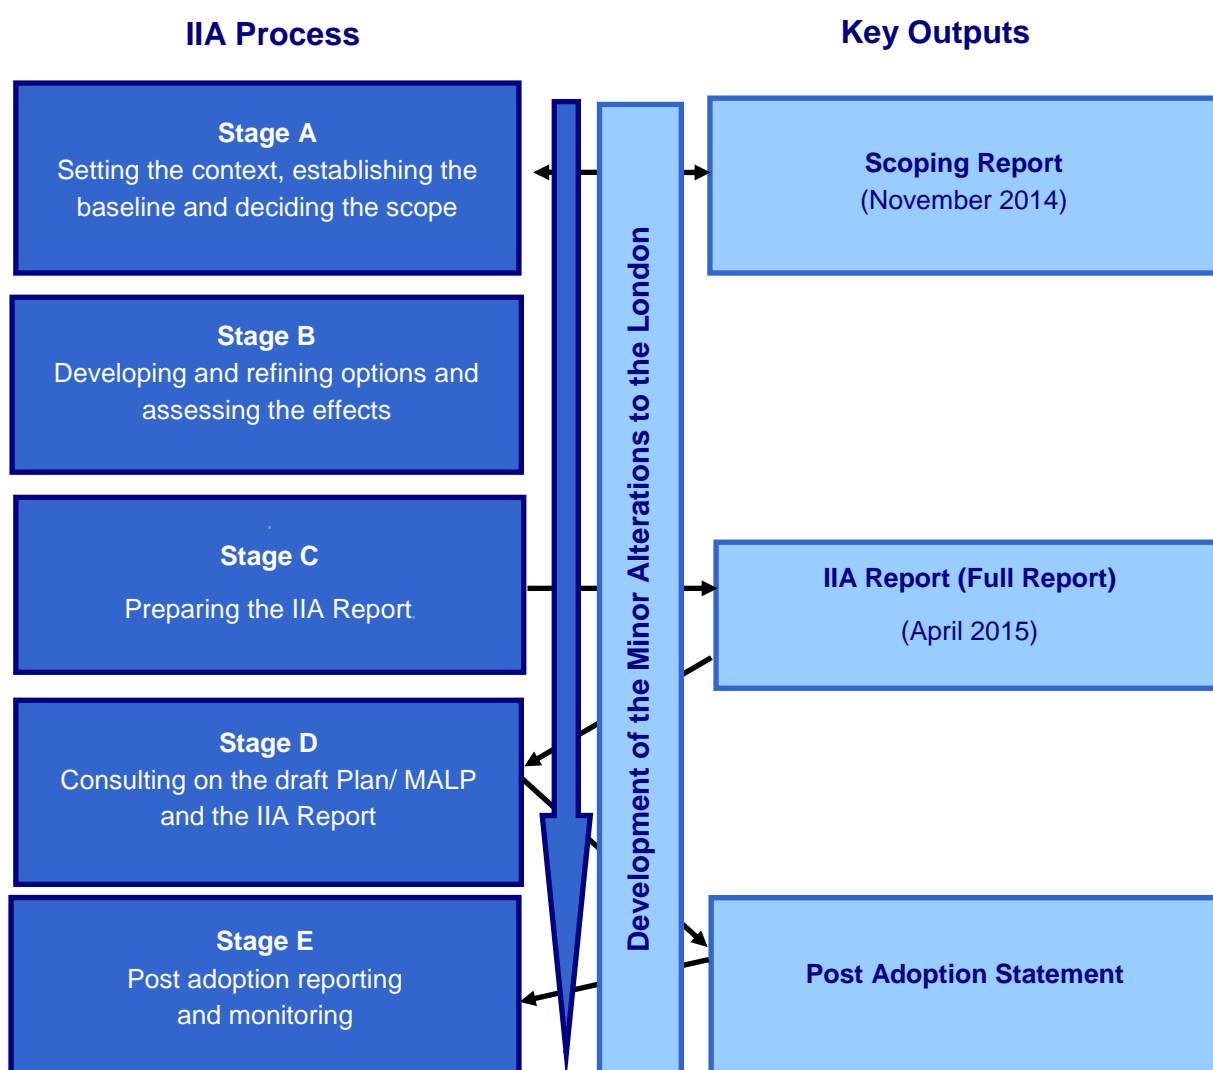 IIA Process
Key Outputs
Stage A
Setting the context, establishing the
baseline and deciding the scope
Scoping Report
(November 2014)
Stage B
Developing and refining options and
assessing the effects
Development of the Minor Alterations to the London
Stage C
Preparing the IIA Report.
IIA Report (Full Report)
(April 2015)
Stage D
Consulting on the draft Plan/ MALP
and the IIA Report
Stage E
Post adoption reporting
and monitoring
Post Adoption Statement